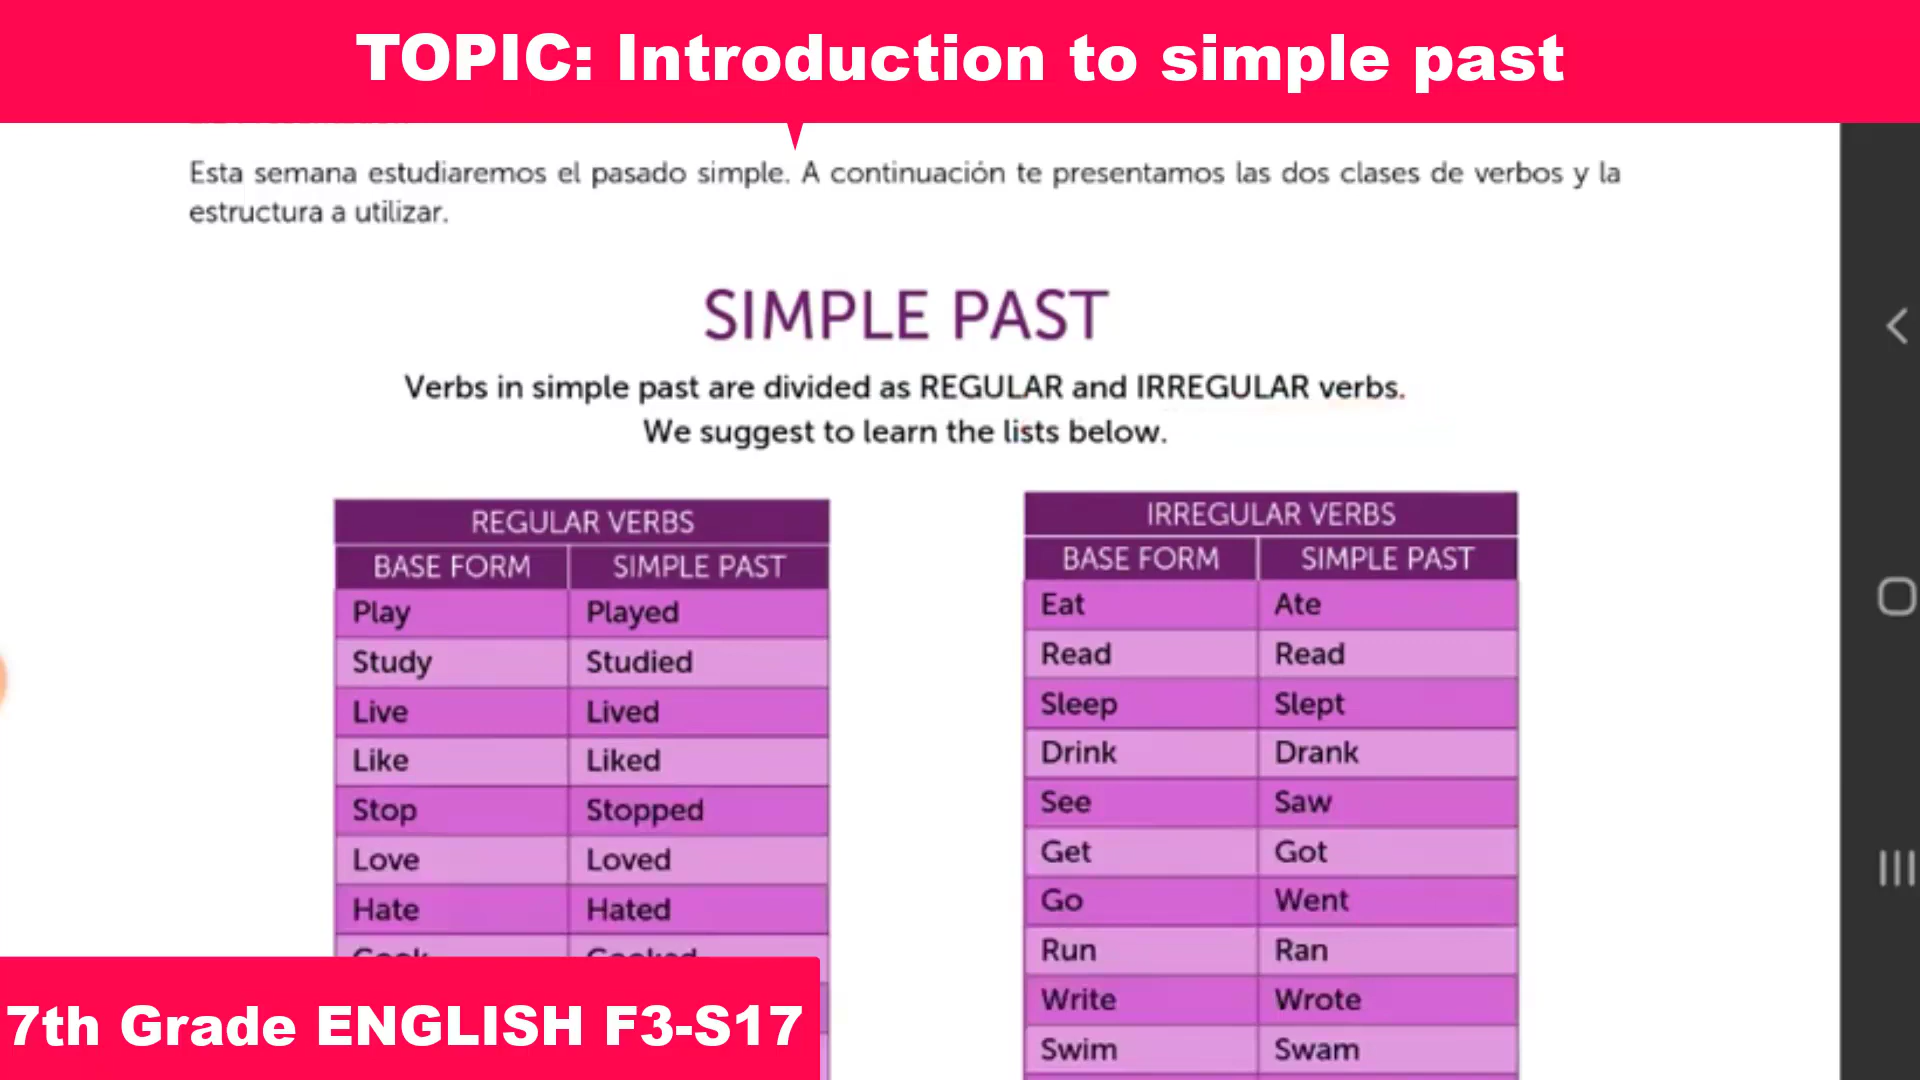 TOPIC: Introduction to simple past
Esta semana estudiaremos el pasado simple. A continuación te presentamos las dos clases de verbos y la
estructura a utilizar.
SIMPLE PAST
Verbs in simple past are divided as REGULAR and IRREGULAR verbs.
We suggest to learn the lists below.
REGULAR VERBS
BASE FORM SIMPLE PAST
Play Played
Study Studied
Live Lived
Like Liked
Stop Stopped
Love Loved
Hate Hated
Cook Cooked
IRREGULAR VERBS
BASE FORM SIMPLE PAST
Eat Ate
Read Read
Sleep Slept
Drink Drank
See Saw
Get Got
Go Went
Run Ran
Write Wrote
Swim Swam
7th Grade ENGLISH F3-S17